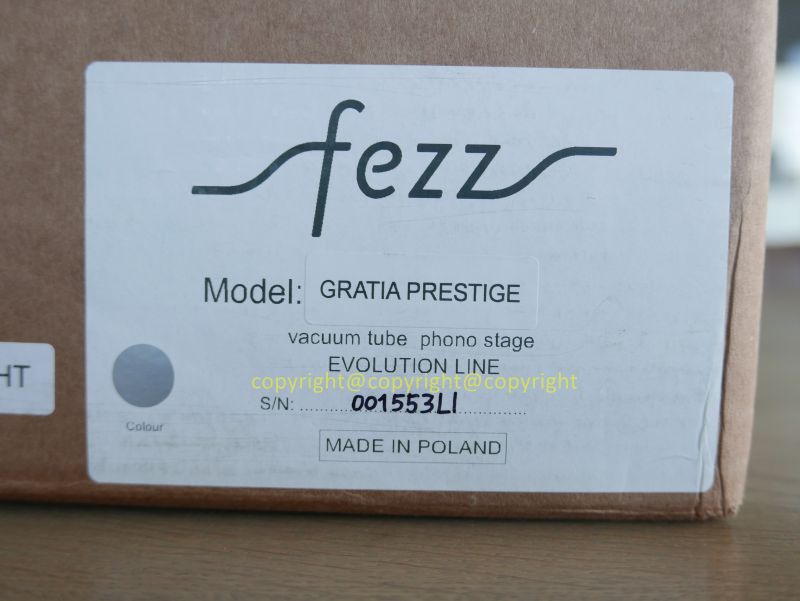 fezz
Model: GRATIA PRESTIGE
vacuum tube phono stage
EVOLUTION LINE
copyright@copyright@copyright
S/N: ..........001553LI..........
HT
Colour
MADE IN POLAND